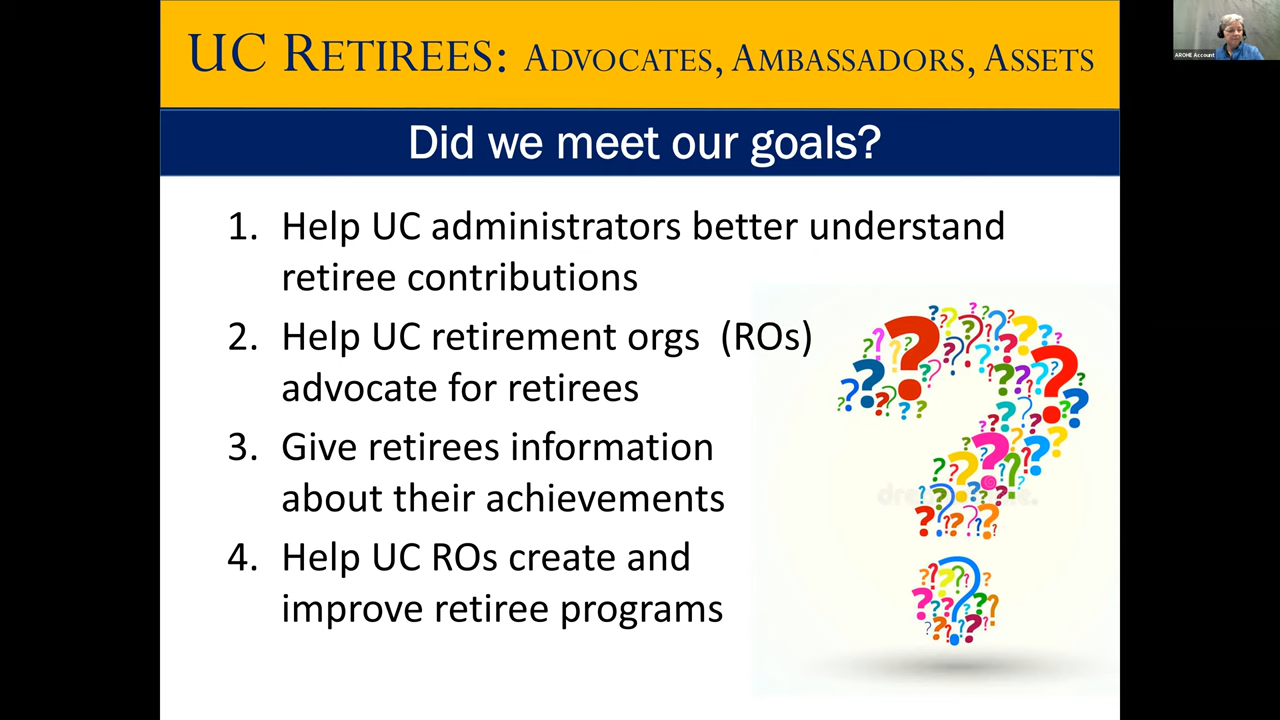 UC RETIREES: ADVOCATES, AMBASSADORS, ASSETS
AROHE Account
Did we meet our goals?
1. Help UC administrators better understand
retiree contributions
2. Help UC retirement orgs (ROs)
advocate for retirees
3. Give retirees information
about their achievements
4. Help UC ROs create and
improve retiree programs